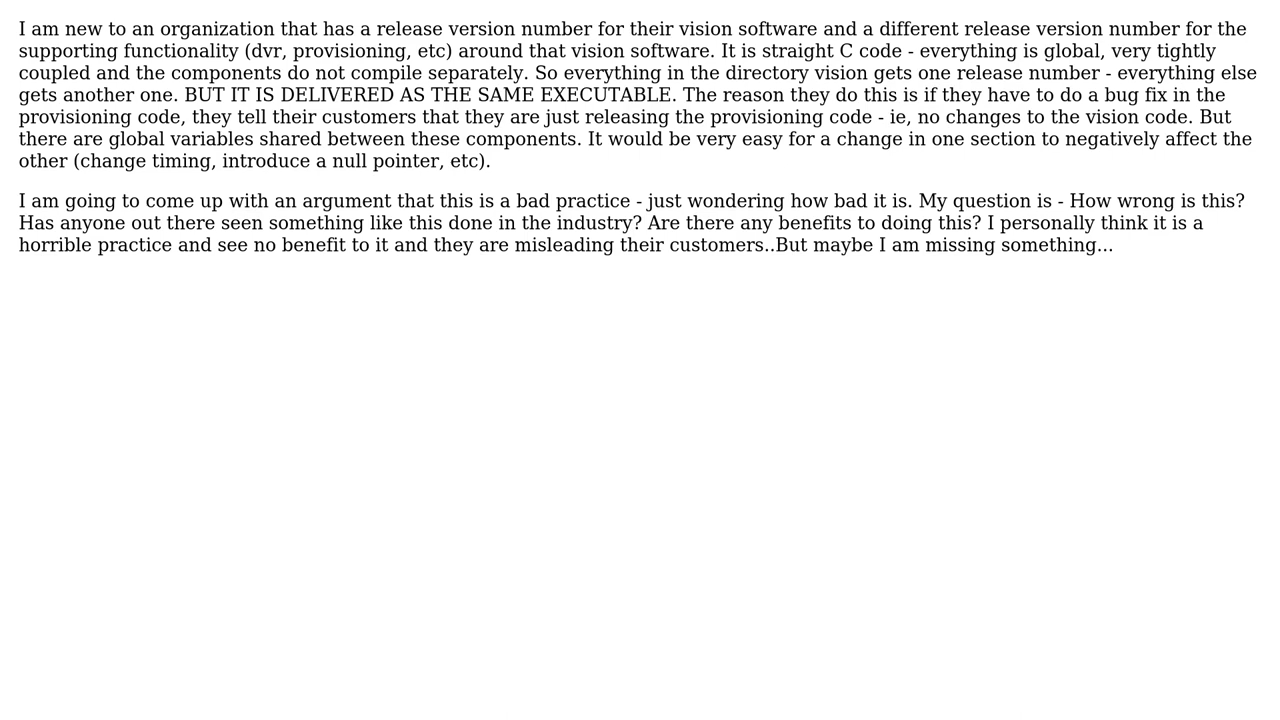 I am new to an organization that has a release version number for their vision software and a different release version number for the
supporting functionality (dvr, provisioning, etc) around that vision software. It is straight C code - everything is global, very tightly
coupled and the components do not compile separately. So everything in the directory vision gets one release number - everything else
gets another one. BUT IT IS DELIVERED AS THE SAME EXECUTABLE. The reason they do this is if they have to do a bug fix in the
provisioning code, they tell their customers that they are just releasing the provisioning code - ie, no changes to the vision code. But
there are global variables shared between these components. It would be very easy for a change in one section to negatively affect the
other (change timing, introduce a null pointer, etc).
I am going to come up with an argument that this is a bad practice - just wondering how bad it is. My question is - How wrong is this?
Has anyone out there seen something like this done in the industry? Are there any benefits to doing this? I personally think it is a
horrible practice and see no benefit to it and they are misleading their customers..But maybe I am missing something...